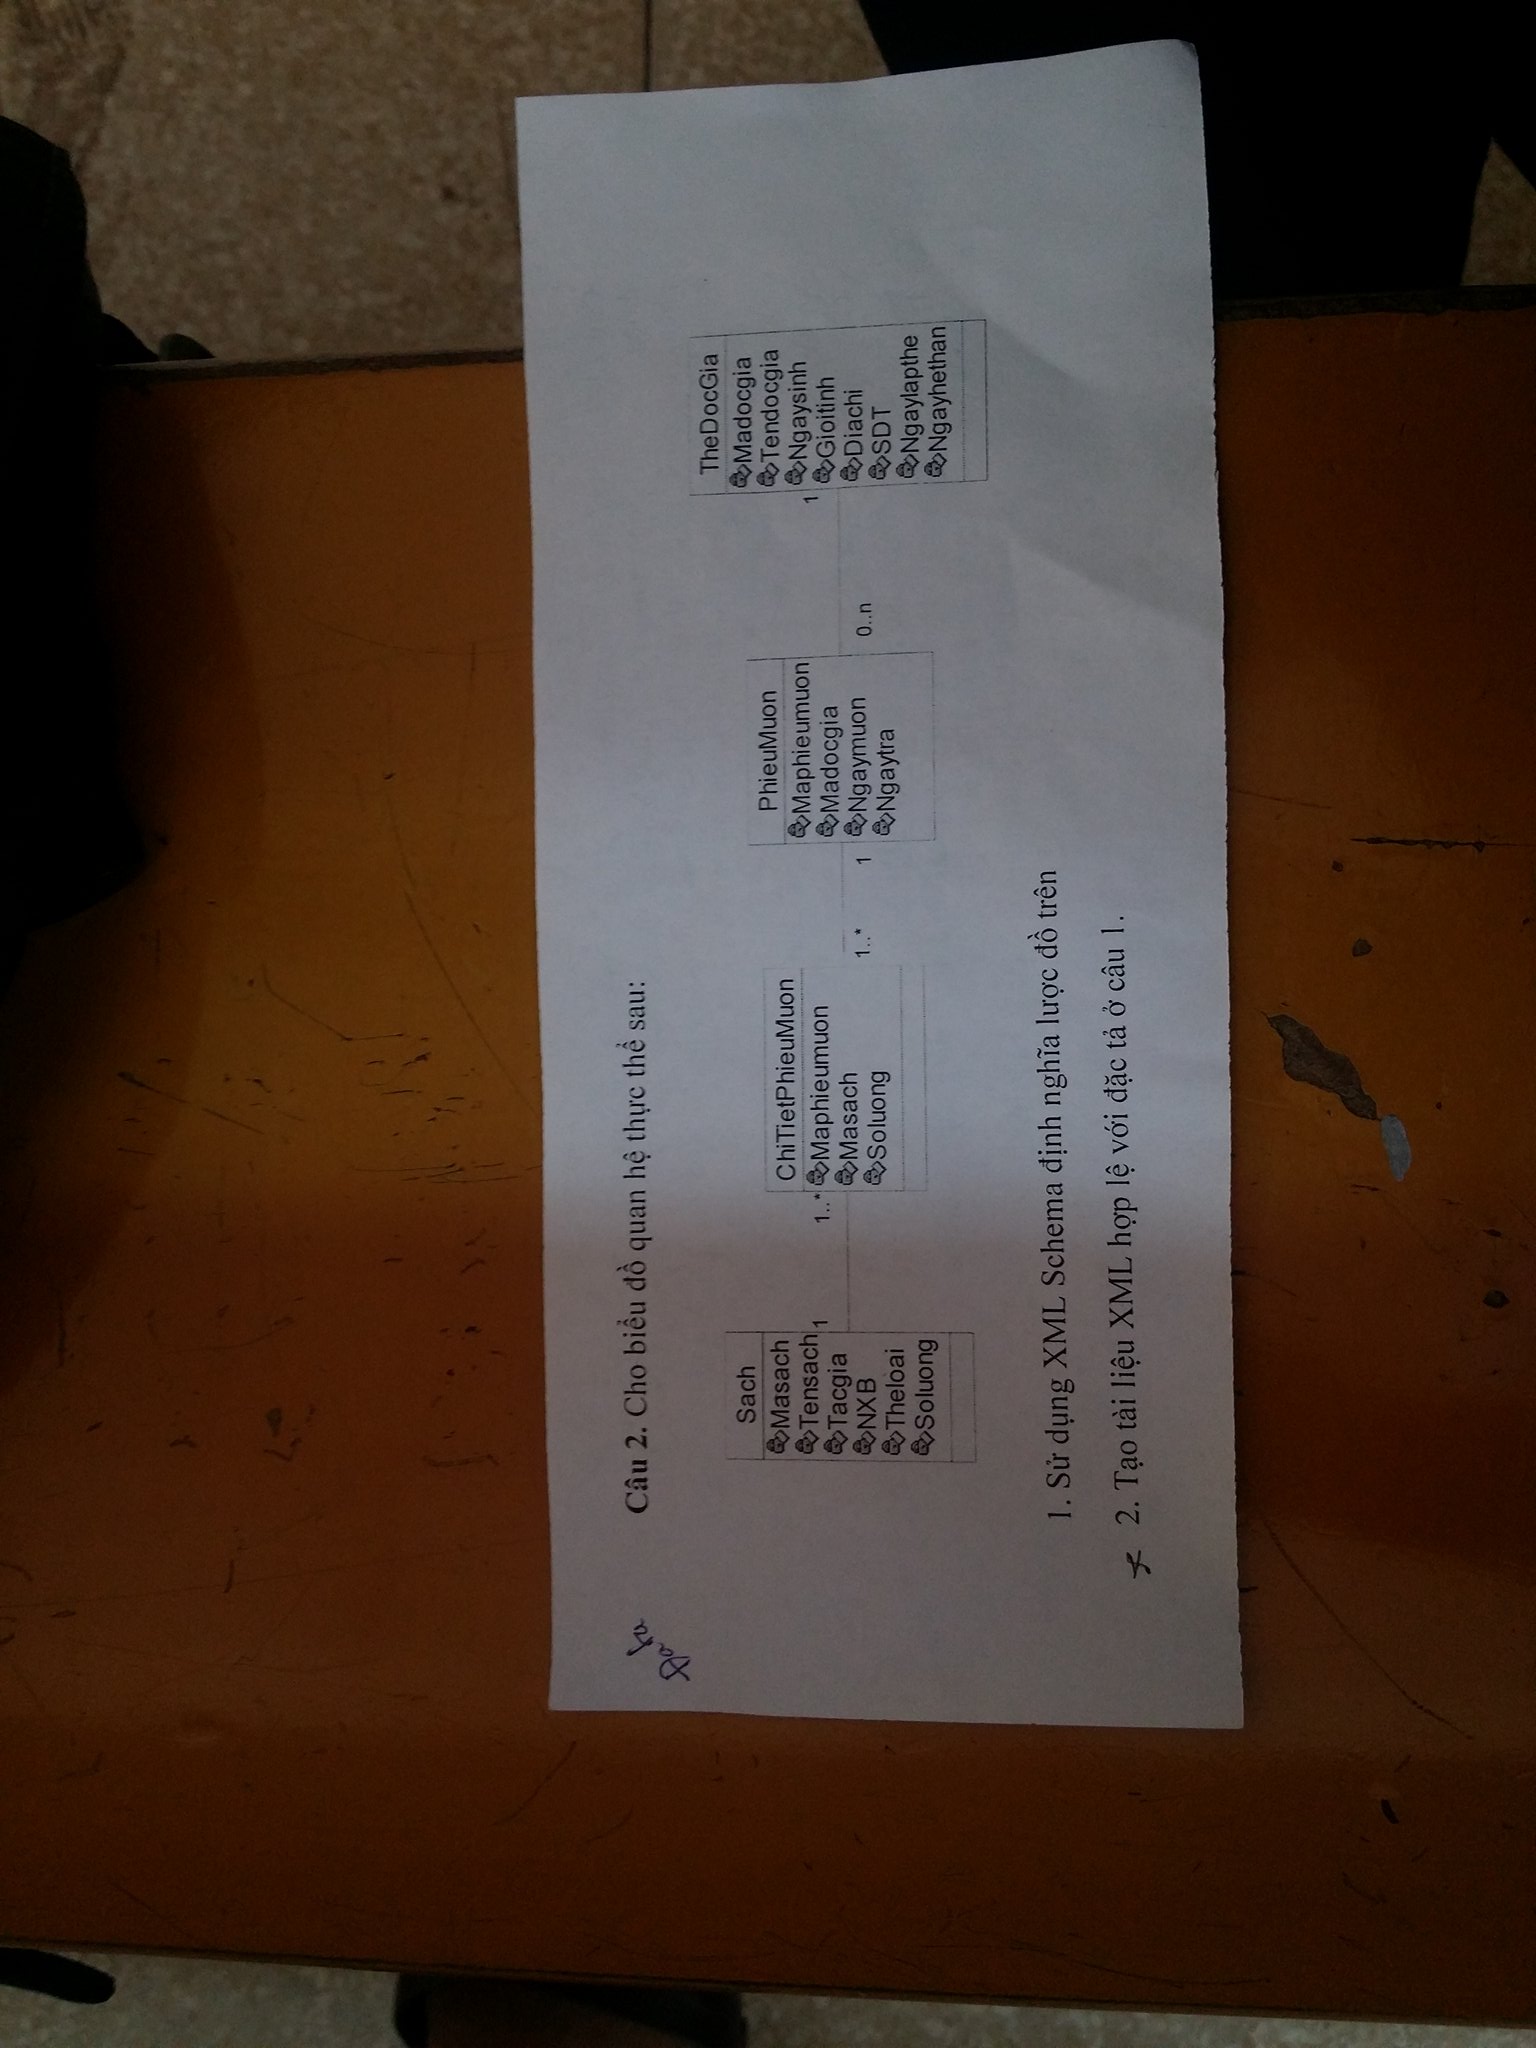 Câu 2. Cho biểu đồ quan hệ thực thể sau:
Sach
Masach
Tensach
Tacgia
NXB
Theloai
Soluong
1
1..*
ChiTietPhieuMuon
Maphieumuon
Masach
Soluong
1..*
1
PhieuMuon
Maphieumuon
Madocgia
Ngaymuon
Ngaytra
0..n
1
TheDocGia
Madocgia
Tendocgia
Ngaysinh
Gioitinh
Diachi
SDT
Ngaylapthe
Ngayhethan
1. Sử dụng XML Schema định nghĩa lược đồ trên
2. Tạo tài liệu XML hợp lệ với đặc tả ở câu 1.